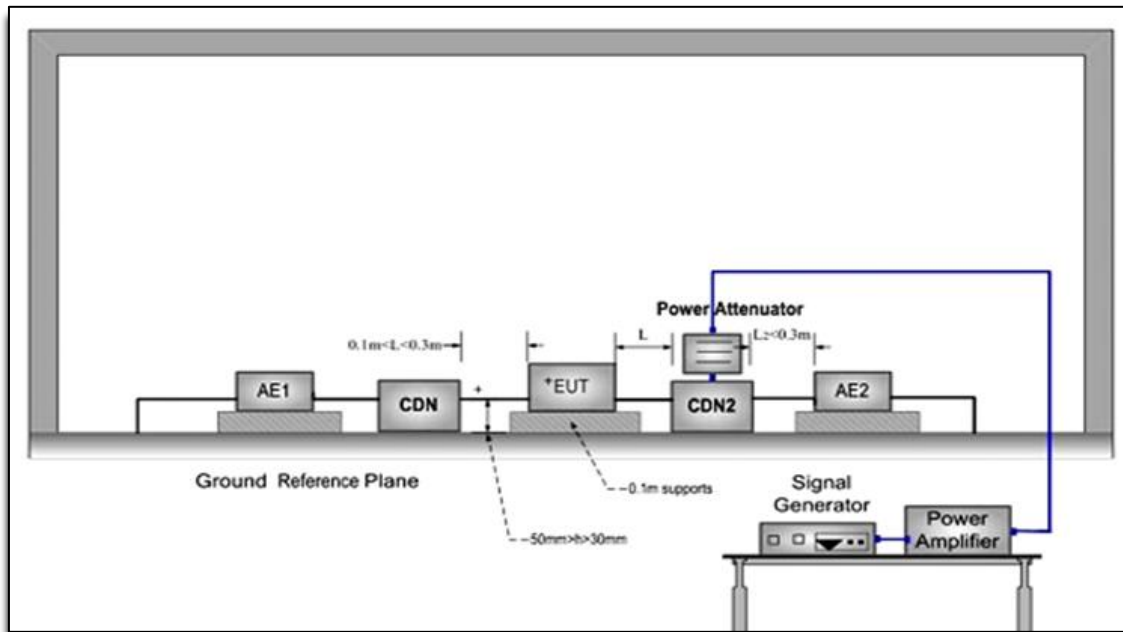 Power Attenuator
0.1m<L<0.3m
L
L2<0.3m
AE1
CDN
+
+EUT
CDN2
AE2
Ground Reference Plane
0.1m supports
50mm>h>30mm
Signal
Generator
Power
Amplifier